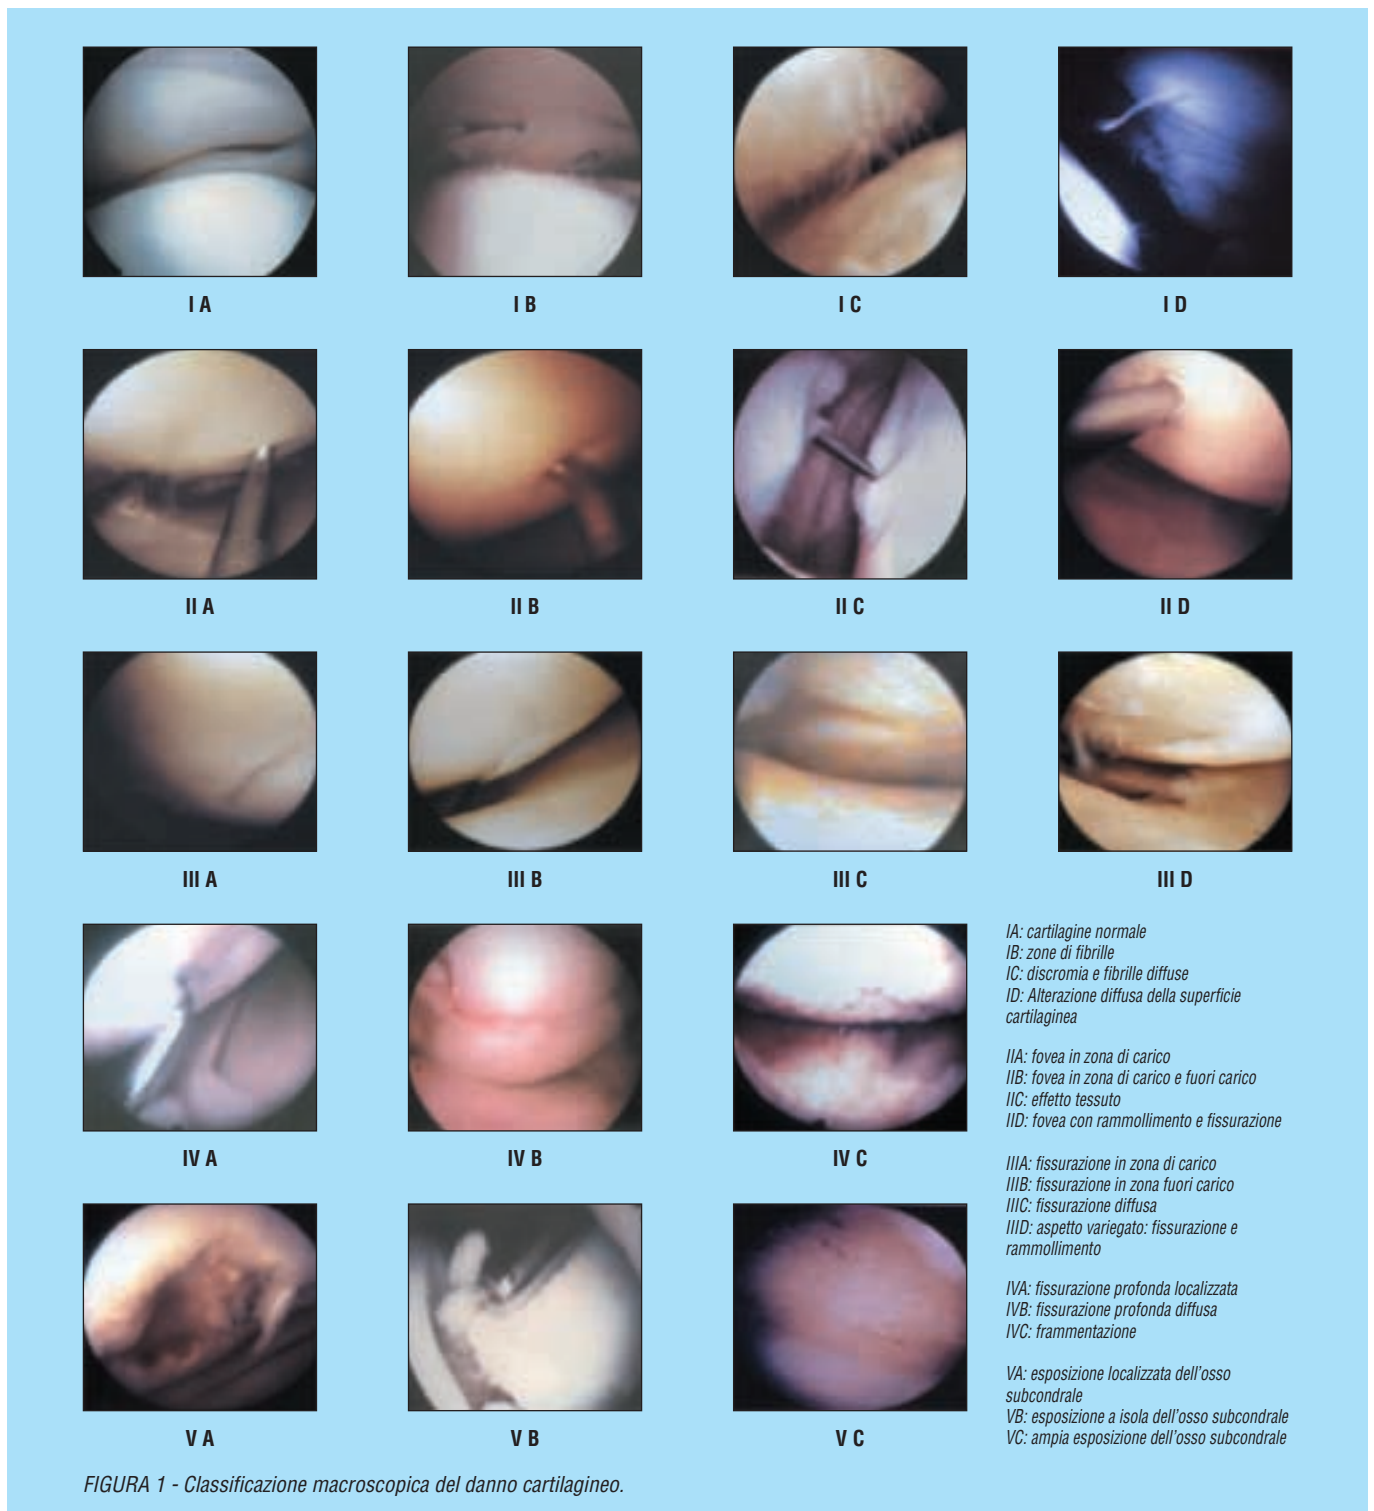 I A
I B
I C
I D
II A
II B
II C
II D
III A
III B
III C
III D
IV A
IV B
IV C
IA: cartilagine normale
IB: zone di fibrille
IC: discromia e fibrille diffuse
ID: Alterazione diffusa della superficie
cartilaginea
IIA: fovea in zona di carico
IIB: fovea in zona di carico e fuori carico
IIC: effetto tessuto
IID: fovea con rammollimento e fissurazione
IIIA: fissurazione in zona di carico
IIIB: fissurazione in zona fuori carico
IIIC: fissurazione diffusa
IIID: aspetto variegato: fissurazione e
rammollimento
IVA: fissurazione profonda localizzata
IVB: fissurazione profonda diffusa
IVC: frammentazione
VA: esposizione localizzata dell'osso
subcondrale
VB: esposizione a isola dell'osso subcondrale
VC: ampia esposizione dell'osso subcondrale
V A
V B
V C
FIGURA 1 - Classificazione macroscopica del danno cartilagineo.